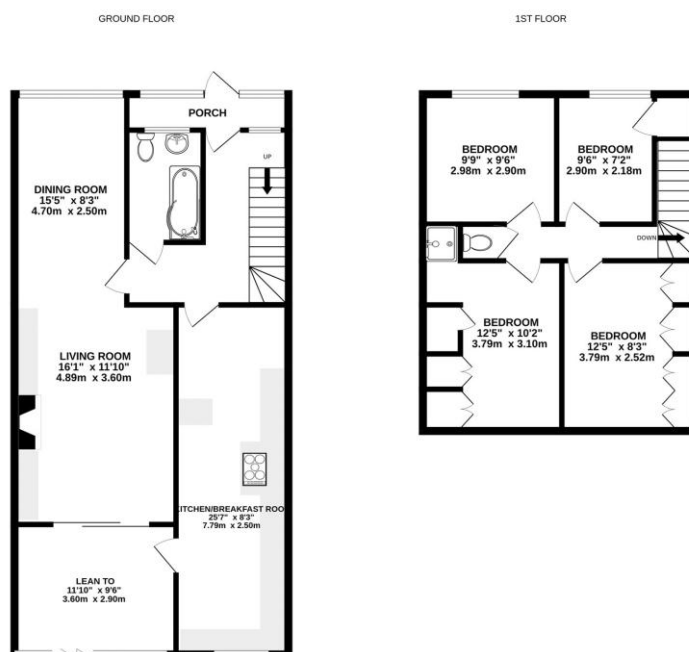 GROUND FLOOR
1ST FLOOR
PORCH
UP
DINING ROOM
15'5" x 8'3"
4.70m x 2.50m
LIVING ROOM
16'1" x 11'10"
4.89m x 3.60m
KITCHEN/BREAKFAST ROOM
25'7" x 8'3"
7.79m x 2.50m
LEAN TO
11'10" x 9'6"
3.60m x 2.90m
BEDROOM
9'9" x 9'6"
2.98m x 2.90m
BEDROOM
9'6" x 7'2"
2.90m x 2.18m
DOWN
BEDROOM
12'5" x 10'2"
3.79m x 3.10m
BEDROOM
12'5" x 8'3"
3.79m x 2.52m